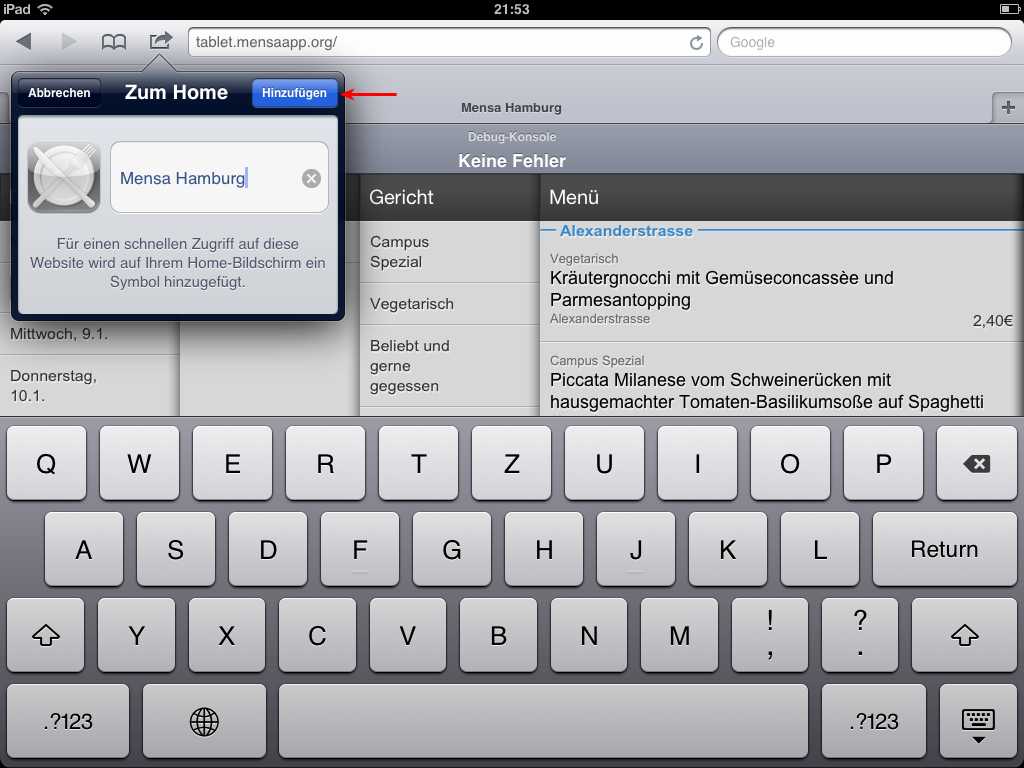 iPad 21:53
tablet.mensaapp.org/ Google
Abbrechen Zum Home Hinzufügen
Mensa Hamburg
Debug-Konsole
Keine Fehler
Mensa Hamburg
Für einen schnellen Zugriff auf diese
Website wird auf Ihrem Home-Bildschirm ein
Symbol hinzugefügt.
Mittwoch, 9.1.
Donnerstag,
10.1.
Gericht
Campus
Spezial
Vegetarisch
Beliebt und
gerne
gegessen
Menü
Alexanderstrasse
Vegetarisch
Kräutergnocchi mit Gemüseconcassèe und
Parmesantopping
Alexanderstrasse
2,40€
Campus Spezial
Piccata Milanese vom Schweinerücken mit
hausgemachter Tomaten-Basilikumsoße auf Spaghetti
Q W E R T Z U I O P
A S D F G H J K L Return
Y X C V B N M ! , ? .
.?123 .?123